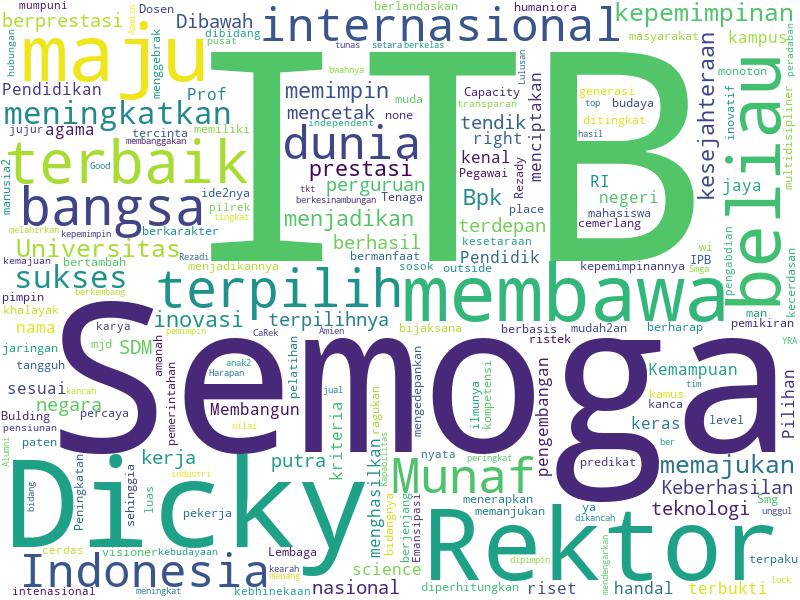 mumpuni
Dosen
berlandaskan
humaniora
berprestasi
Dibawah
internasional
kepemimpinan
maju
dibidang
pusat
tunas
setara
berkelas
masyarakat
kampus
hubungan
menggebrak
Amiin
Lulusan
peradaban
Pendidikan
Prof
bwahnya
memimpin
Capacity
generasi
monoton
meningkatkan
mencetak
muda
transparan
top
budaya
inovatif
multidisipliner
jujur
agama
tercinta
memiliki
independent
none
tendik
ditingkat
kesejahteraan
membanggakan
ITB
dunia
right
hasil
menciptakan
beliau
terbaik
Good
prestasi
kenal
Pegawai
RI
manusia2
ide2nya
tkt
perguruan
Bpk
Rezady
negeri
jaya
bangsa
pilrek
berkesinambungan
Tenaga
place
mahasiswa
berkarakter
tingkat
menjadikan
terdepan
cemerlang
melahirkan
kepemimpin
kesetaraan
wi
Universitas
Rezadi
berhasil
Pendidik
IPB
pengabdian
kemajuan
bertambah
bermanfaat
menjadikannya
sosok
outside
kepemimpinannya
Smga
kecerdasan
sukses
berkembang
terpilih
membawa
man
pimpin
khalayak
inovasi
terpilihnya
bijaksana
berbasis
mudah2an
berharap
pemikiran
nama
karya
pemimpin
CaRek
Amien
ristek
YRA
jaringan
mjd
SDM
amanah
pelatihan
tangguh
anak2
Harapan
mengedepankan
ilmunya
kompetensi
Kemampuan
tim
sesuai
kancah
Semoga
kamus
kanca
Pilihan
negara
pemerintahan
Membangun
jual
ragukan
pengembangan
level
Bulding
percaya
nilai
kriteria
keras
pensiunan
paten
nyata
ber
Alumni
kerja
putra
kapabilitas
Munaf
predikat
memajukan
bidang
Peningkatan
sehinggia
luas
industri
menghasilkan
bidangnya
berjenjang
peringkat
Keberhasilan
Dicky
pekerja
Emansipasi
menerapkan
ya
teknologi
Smg
unggul
memanjukan
dikancah
Rektor
cerdas
visioner
kebudayaan
Lembaga
dipimpin
mendengarkan
terpaku
Indonesia
kearah
menang
science
luck
intenasional
meningkat
kebhinekaan
nasional
diperhitungkan
riset
handal
terbukti